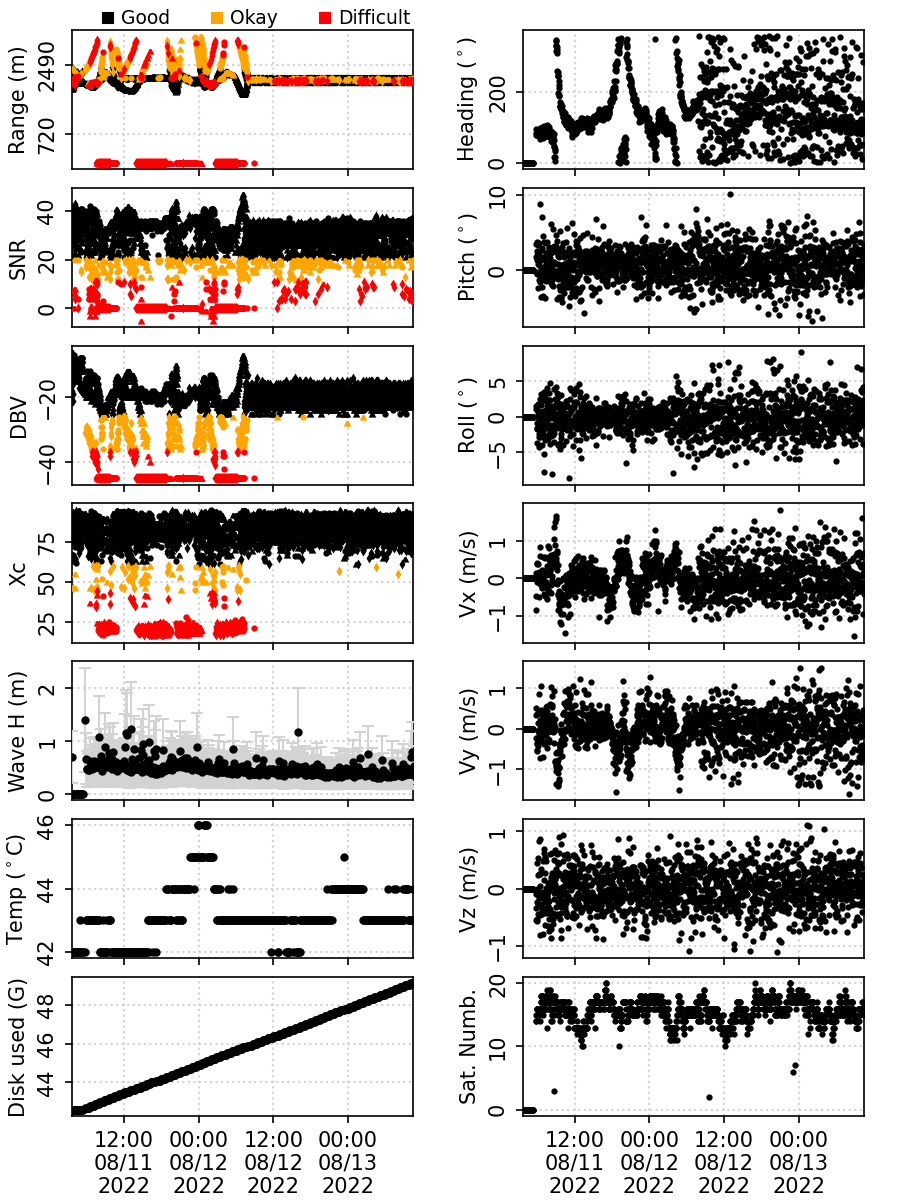 Good Okay Difficult
Range (m)
2490
720
Heading (°)
200
0
SNR
40
20
0
Pitch (°)
10
0
DBV
−20
−40
Roll (°)
5
0
−5
Xc
75
50
25
Vx (m/s)
1
0
−1
Wave H (m)
2
1
0
Vy (m/s)
1
0
−1
Temp (°C)
46
44
43
42
Vz (m/s)
1
0
−1
Disk used (G)
48
46
44
Sat. Numb.
20
10
0
12:00 00:00 12:00 00:00
08/11 08/12 08/12 08/13
2022 2022 2022 2022
12:00 00:00 12:00 00:00
08/11 08/12 08/12 08/13
2022 2022 2022 2022